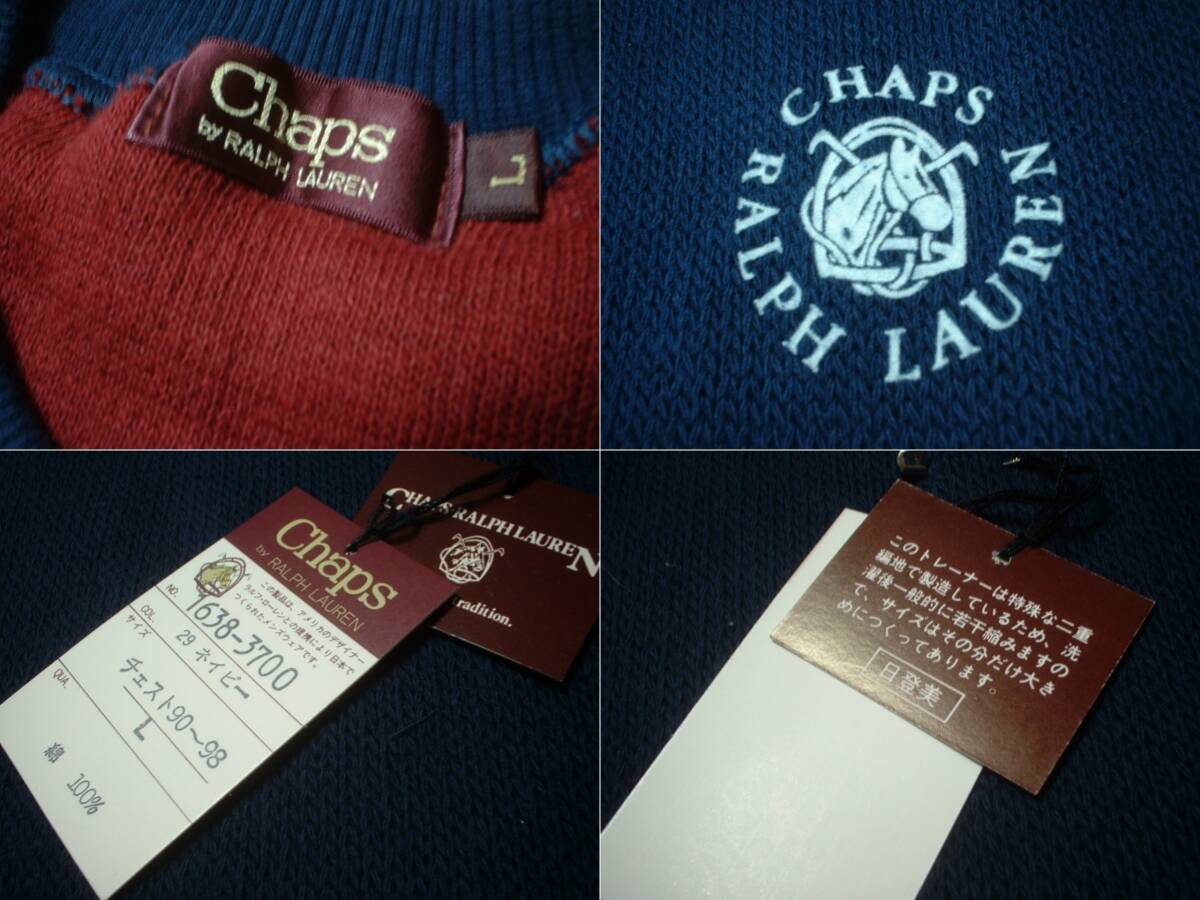 Chaps
by RALPH LAUREN
L
CHAPS
RALPH LAUREN
Chaps
by RALPH LAUREN
この製品は、アメリカのデザイナー
ラルフ・ローレンとの提携により日本で
つくられたメンズウェアです。
NO. 1638-3700
COL. 29 ネイビー
サイズ チェスト90〜98
L
QUA. 綿 100%
CHAPS RALPH LAUREN
radition.
このトレーナーは特殊な二重
編地で製造しているため、洗
濯後一般的に若干縮みますの
で、サイズはその分だけ大き
めにつくってあります。
日登美